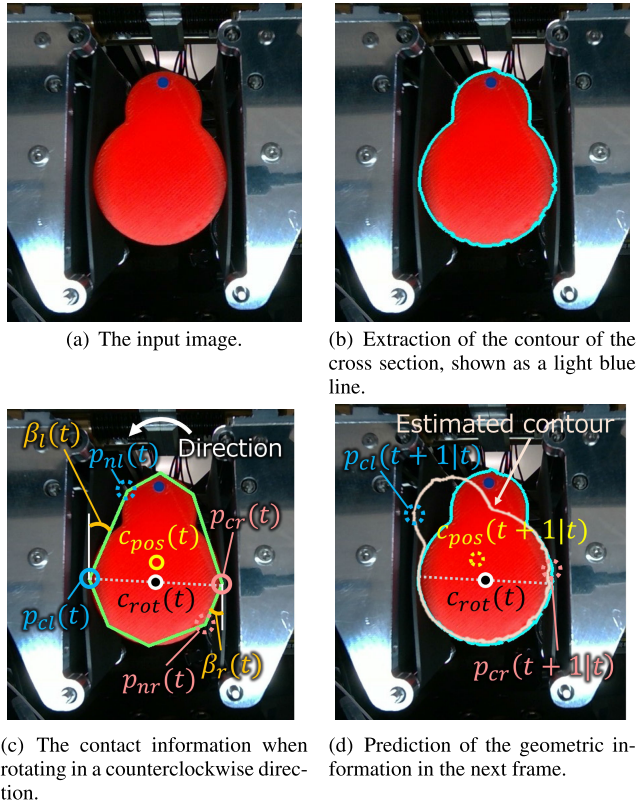 (a) The input image.
(b) Extraction of the contour of the
cross section, shown as a light blue
line.
β_l(t)
p_nl(t)
Direction
p_cr(t)
c_pos(t)
c_rot(t)
p_cl(t)
p_nr(t)
β_r(t)
(c) The contact information when
rotating in a counterclockwise direc-
tion.
Estimated contour
p_cl(t + 1|t)
c_pos(t + 1|t)
c_rot(t)
p_cr(t + 1|t)
(d) Prediction of the geometric in-
formation in the next frame.